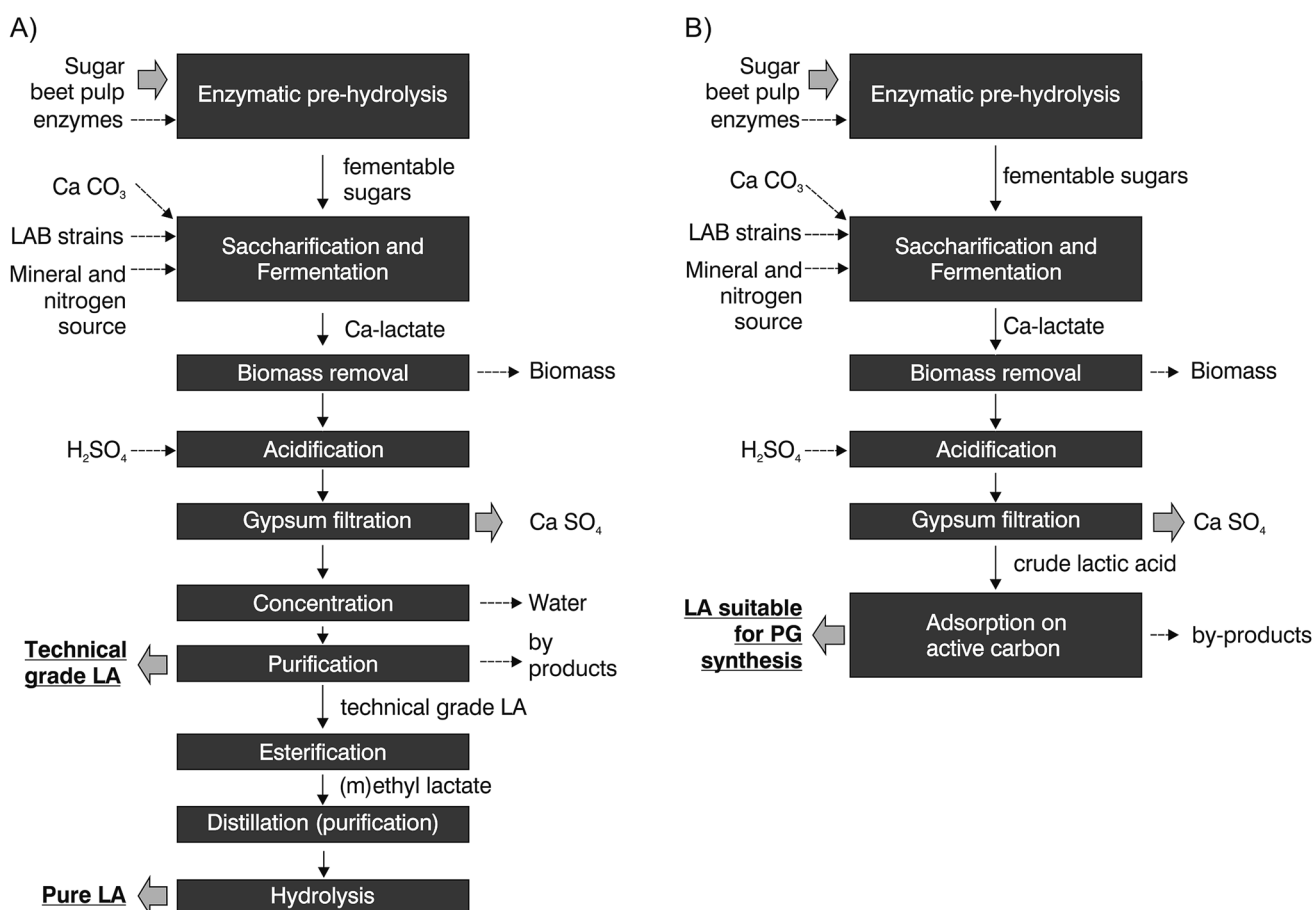 A)
Sugar
beet pulp
enzymes
Enzymatic pre-hydrolysis
fementable
sugars
Ca CO₃
LAB strains
Mineral and
nitrogen
source
Saccharification and
Fermentation
Ca-lactate
Biomass removal
Biomass
H₂SO₄
Acidification
Gypsum filtration
Ca SO₄
Concentration
Water
Technical
grade LA
Purification
by
products
technical grade LA
Esterification
(m)ethyl lactate
Distillation (purification)
Pure LA
Hydrolysis
B)
Sugar
beet pulp
enzymes
Enzymatic pre-hydrolysis
fementable sugars
Ca CO₃
LAB strains
Mineral and
nitrogen
source
Saccharification and
Fermentation
Ca-lactate
Biomass removal
Biomass
H₂SO₄
Acidification
Gypsum filtration
Ca SO₄
crude lactic acid
LA suitable
for PG
synthesis
Adsorption on
active carbon
by-products